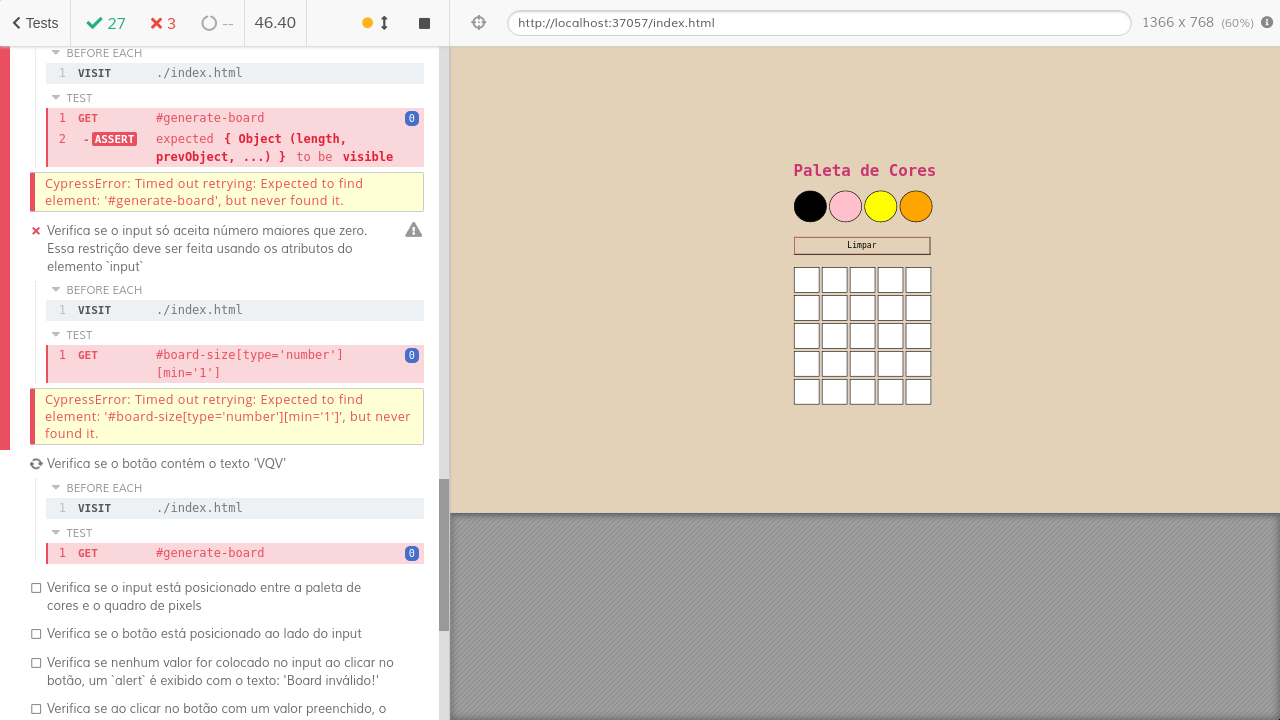 Tests
27
3
--
46.40
http://localhost:37057/index.html
1366 x 768 (60%)
BEFORE EACH
1 VISIT ./index.html
TEST
1 GET #generate-board 0
2 - ASSERT expected { Object (length,
prevObject, ...) } to be visible
CypressError: Timed out retrying: Expected to find
element: '#generate-board', but never found it.
Verifica se o input só aceita número maiores que zero.
Essa restrição deve ser feita usando os atributos do
elemento `input`
BEFORE EACH
1 VISIT ./index.html
TEST
1 GET #board-size[type='number'] 0
[min='1']
CypressError: Timed out retrying: Expected to find
element: '#board-size[type='number'][min='1']', but never
found it.
Verifica se o botão contém o texto 'VQV'
BEFORE EACH
1 VISIT ./index.html
TEST
1 GET #generate-board 0
Verifica se o input está posicionado entre a paleta de
cores e o quadro de pixels
Verifica se o botão está posicionado ao lado do input
Verifica se nenhum valor for colocado no input ao clicar no
botão, um `alert` é exibido com o texto: 'Board inválido!'
Verifica se ao clicar no botão com um valor preenchido, o
Paleta de Cores
Limpar